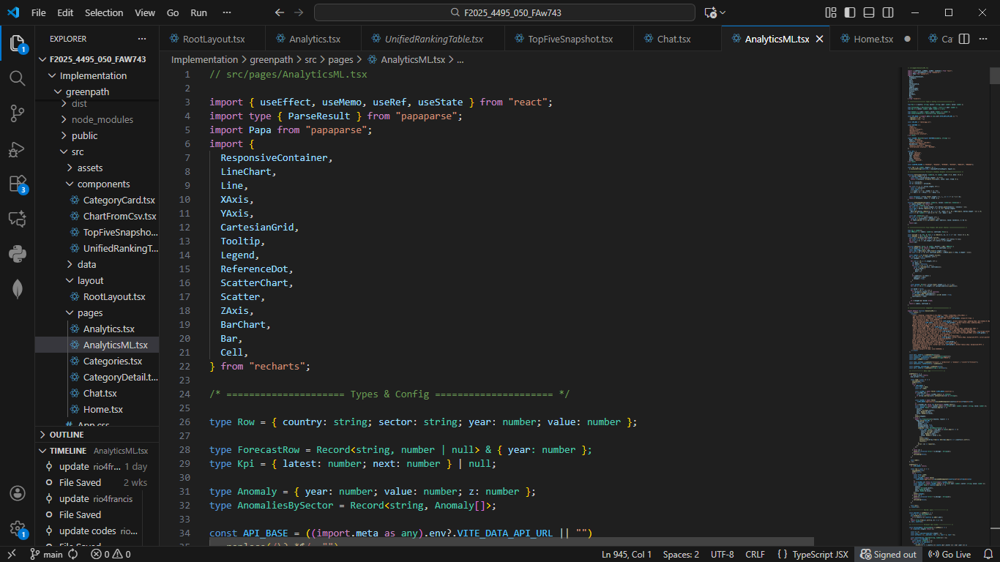 File Edit Selection View Go Run ···
F2025_4495_050_FAw743
EXPLORER ···
F2025_4495_050_FAW743
Implementation
greenpath
dist
node_modules
public
src
assets
components
CategoryCard.tsx
ChartFromCsv.tsx
TopFiveSnapsho...
UnifiedRankingT...
data
layout
RootLayout.tsx
pages
Analytics.tsx
AnalyticsML.tsx
Categories.tsx
CategoryDetail.t...
Chat.tsx
Home.tsx
App.css
OUTLINE
TIMELINE AnalyticsML.tsx
update rio4fr... 1 day
File Saved 2 wks
update rio4francis
File Saved
update codes rio4...
File Saved
1
3
1
RootLayout.tsx Analytics.tsx UnifiedRankingTable.tsx TopFiveSnapshot.tsx Chat.tsx AnalyticsML.tsx Home.tsx Ca
Implementation > greenpath > src > pages > AnalyticsML.tsx > ...
1 // src/pages/AnalyticsML.tsx
2
3 import { useEffect, useMemo, useRef, useState } from "react";
4 import type { ParseResult } from "papaparse";
5 import Papa from "papaparse";
6 import {
7 ResponsiveContainer,
8 LineChart,
9 Line,
10 XAxis,
11 YAxis,
12 CartesianGrid,
13 Tooltip,
14 Legend,
15 ReferenceDot,
16 ScatterChart,
17 Scatter,
18 ZAxis,
19 BarChart,
20 Bar,
21 Cell,
22 } from "recharts";
23
24 /* ===================== Types & Config ===================== */
25
26 type Row = { country: string; sector: string; year: number; value: number };
27
28 type ForecastRow = Record<string, number | null> & { year: number };
29 type Kpi = { latest: number; next: number } | null;
30
31 type Anomaly = { year: number; value: number; z: number };
32 type AnomaliesBySector = Record<string, Anomaly[]>;
33
34 const API_BASE = ((import.meta as any).env?.VITE_DATA_API_URL || "")
main 0 0 Ln 945, Col 1 Spaces: 2 UTF-8 CRLF { } TypeScript JSX Signed out Go Live